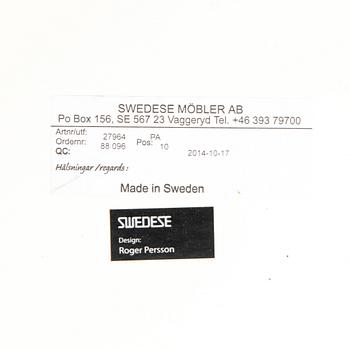 SWEDESE MÖBLER AB
Po Box 156, SE 567 23 Vaggeryd Tel. +46 393 79700
Artnr/utf: 27964 PA
Ordernr: 88 096 Pos: 10
QC: 2014-10-17
Hälsningar /regards :
Made in Sweden
SWEDESE
Design:
Roger Persson